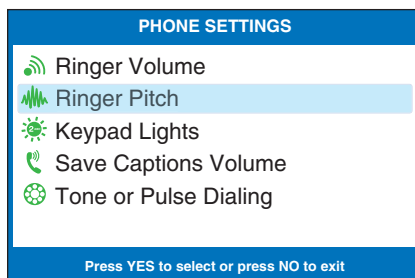 PHONE SETTINGS
Ringer Volume
Ringer Pitch
Keypad Lights
Save Captions Volume
Tone or Pulse Dialing
Press YES to select or press NO to exit